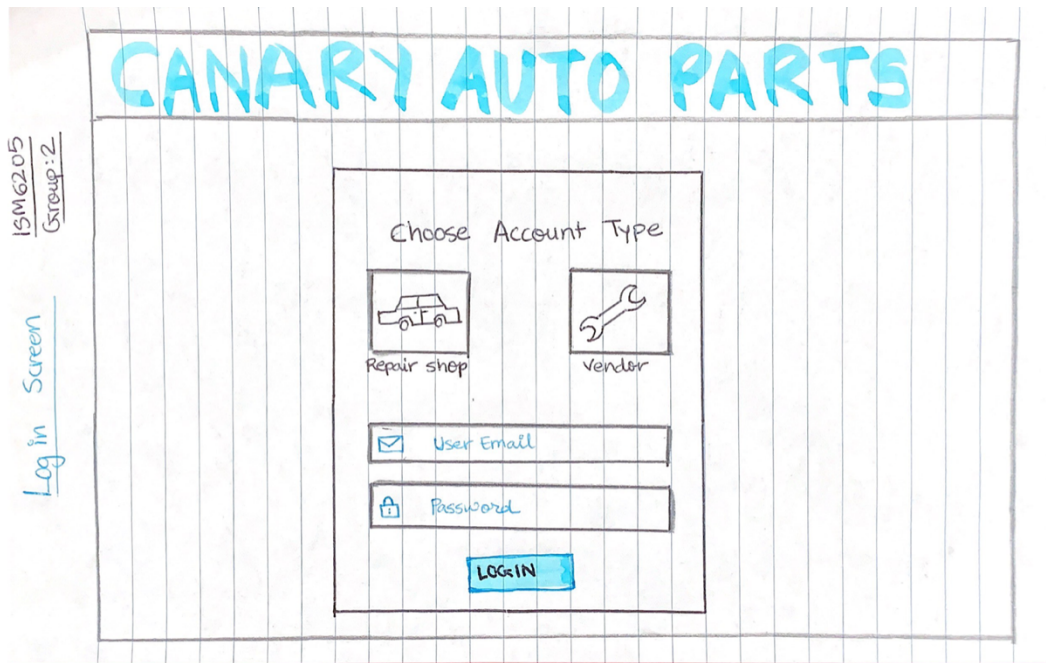 CANARY AUTO PARTS
ISM6205
Group:2
Log in Screen
Choose Account Type
Repair shop
Vendor
User Email
Password
LOGIN